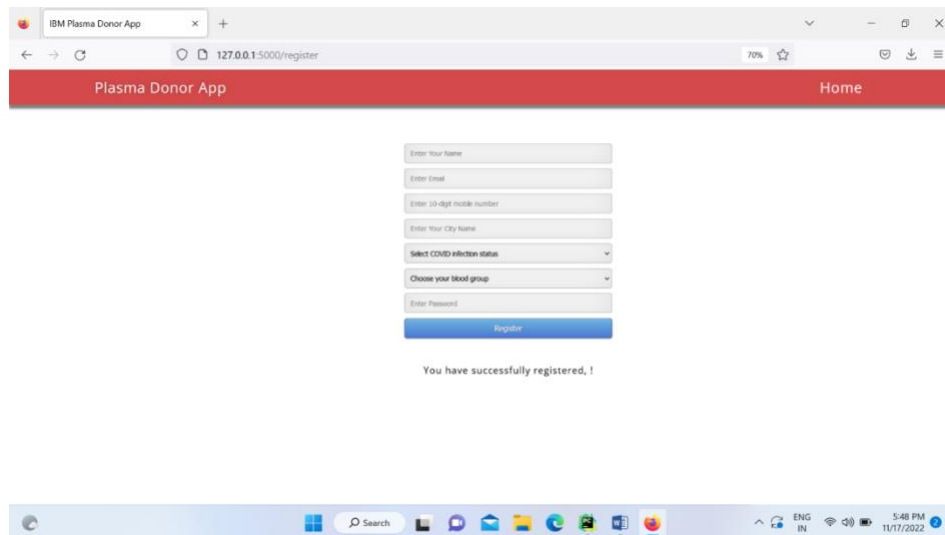 IBM Plasma Donor App
127.0.0.1:5000/register
70%
Plasma Donor App
Home
Enter Your Name
Enter Email
Enter 10-digit mobile number
Enter Your City Name
Select COVID infection status
Choose your blood group
Enter Password
Register
You have successfully registered, !
Search
ENG
IN
5:48 PM
11/17/2022
2